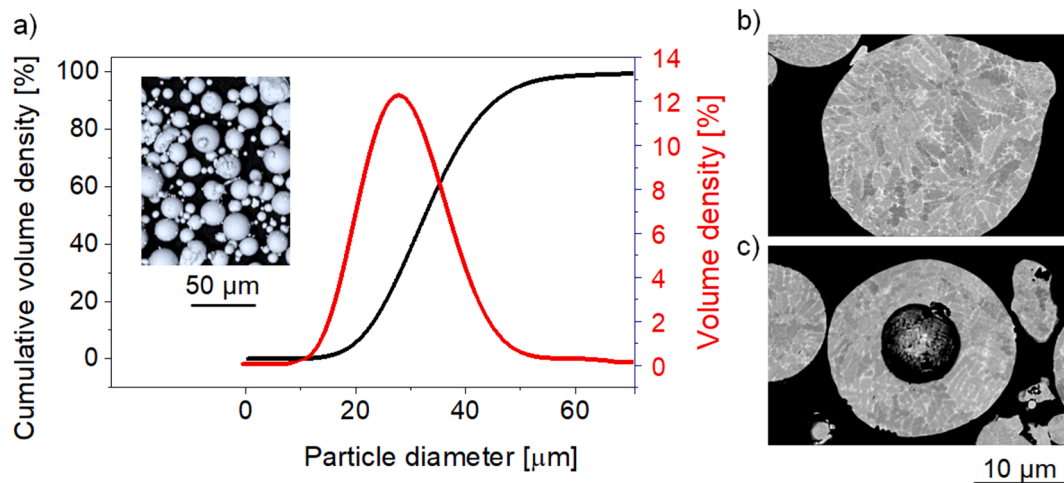 a)
Cumulative volume density [%]
100
80
60
40
20
0
50 µm
0
20
40
60
Particle diameter [µm]
14
12
10
8
6
4
2
0
Volume density [%]
b)
c)
10 µm